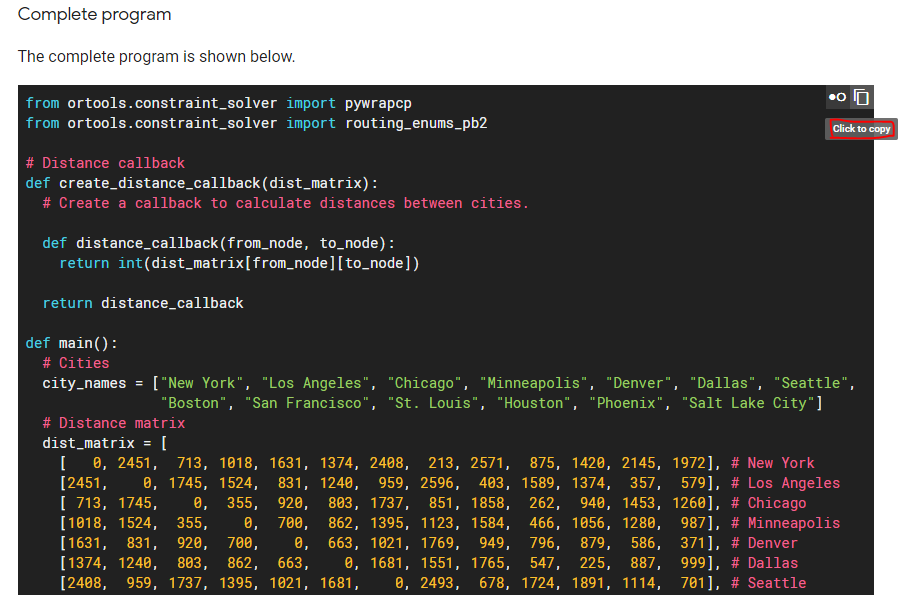 Complete program
The complete program is shown below.
Click to copy
from ortools.constraint_solver import pywrapcp
from ortools.constraint_solver import routing_enums_pb2
# Distance callback
def create_distance_callback(dist_matrix):
  # Create a callback to calculate distances between cities.
  def distance_callback(from_node, to_node):
    return int(dist_matrix[from_node][to_node])
  return distance_callback
def main():
  # Cities
  city_names = ["New York", "Los Angeles", "Chicago", "Minneapolis", "Denver", "Dallas", "Seattle",
                "Boston", "San Francisco", "St. Louis", "Houston", "Phoenix", "Salt Lake City"]
  # Distance matrix
  dist_matrix = [
    [   0, 2451,  713, 1018, 1631, 1374, 2408,  213, 2571,  875, 1420, 2145, 1972], # New York
    [2451,    0, 1745, 1524,  831, 1240,  959, 2596,  403, 1589, 1374,  357,  579], # Los Angeles
    [ 713, 1745,    0,  355,  920,  803, 1737,  851, 1858,  262,  940, 1453, 1260], # Chicago
    [1018, 1524,  355,    0,  700,  862, 1395, 1123, 1584,  466, 1056, 1280,  987], # Minneapolis
    [1631,  831,  920,  700,    0,  663, 1021, 1769,  949,  796,  879,  586,  371], # Denver
    [1374, 1240,  803,  862,  663,    0, 1681, 1551, 1765,  547,  225,  887,  999], # Dallas
    [2408,  959, 1737, 1395, 1021, 1681,    0, 2493,  678, 1724, 1891, 1114,  701], # Seattle